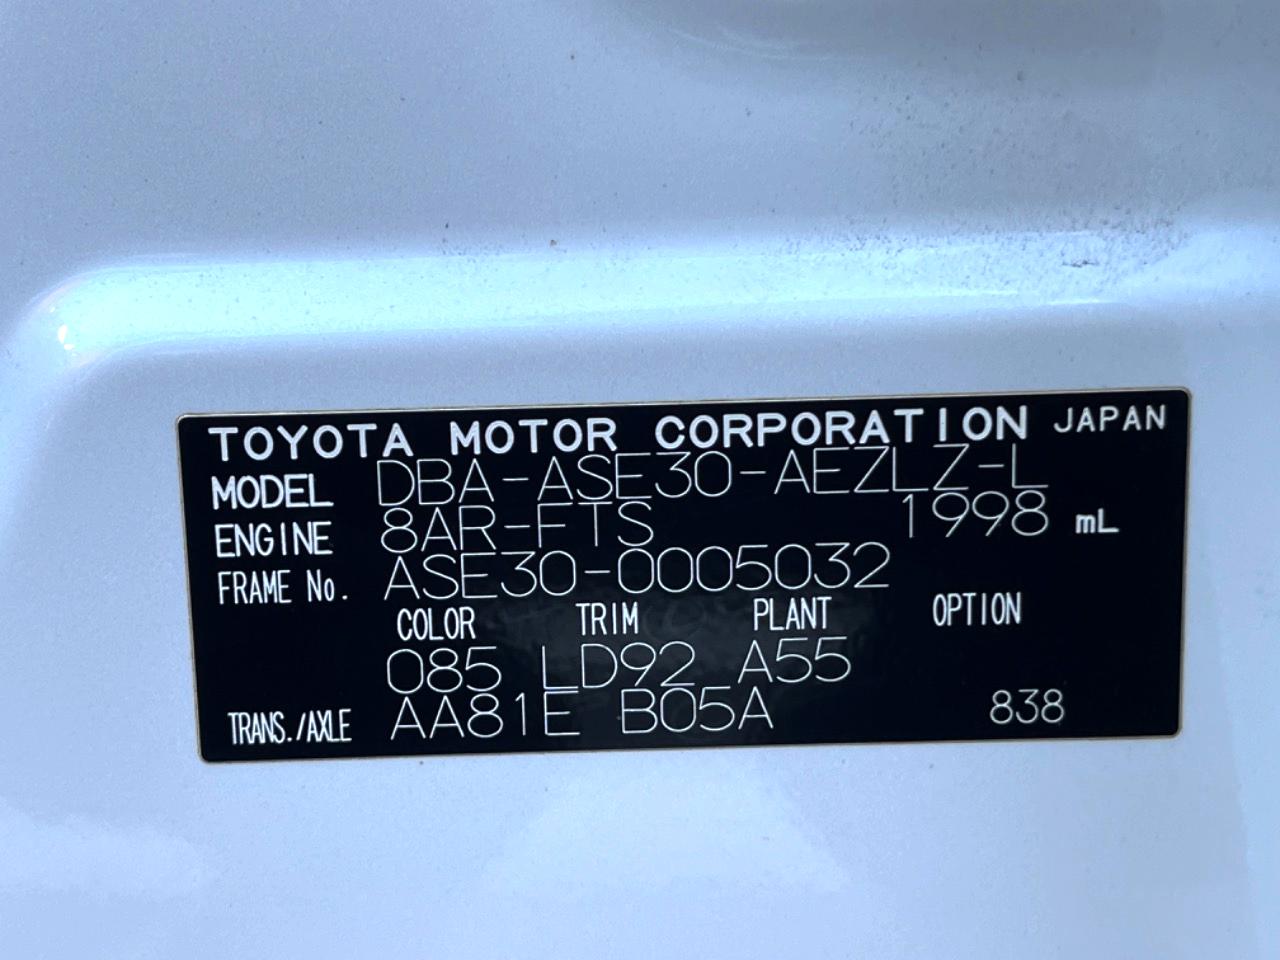 TOYOTA MOTOR CORPORATION JAPAN
MODEL DBA-ASE30-AEZLZ-L
ENGINE 8AR-FTS 1998 mL
FRAME No. ASE30-0005032
COLOR TRIM PLANT OPTION
085 LD92 A55
TRANS./AXLE AA81E B05A 838